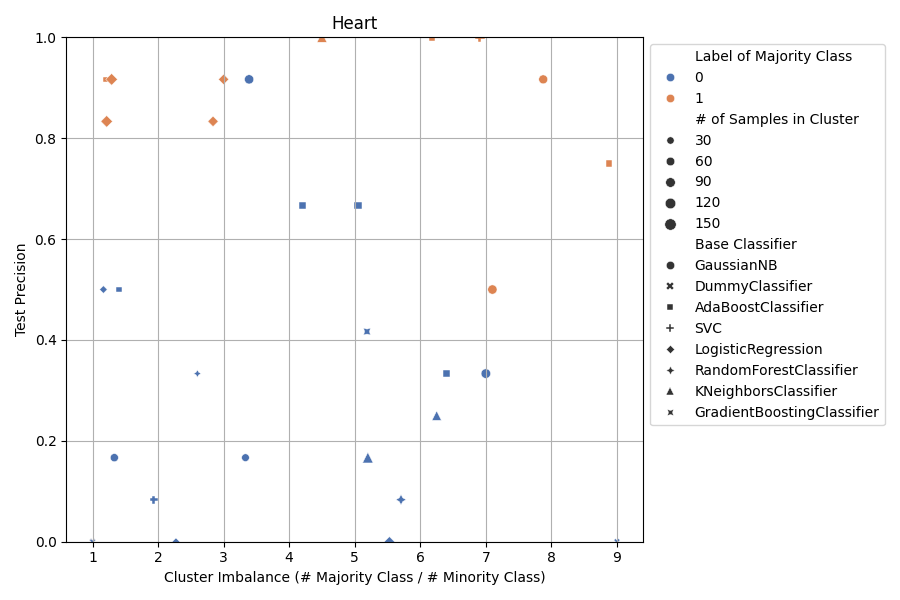 Heart
1.0
0.8
0.6
0.4
0.2
0.0
Test Precision
1 2 3 4 5 6 7 8 9
Cluster Imbalance (# Majority Class / # Minority Class)
Label of Majority Class
0
1
# of Samples in Cluster
30
60
90
120
150
Base Classifier
GaussianNB
DummyClassifier
AdaBoostClassifier
SVC
LogisticRegression
RandomForestClassifier
KNeighborsClassifier
GradientBoostingClassifier